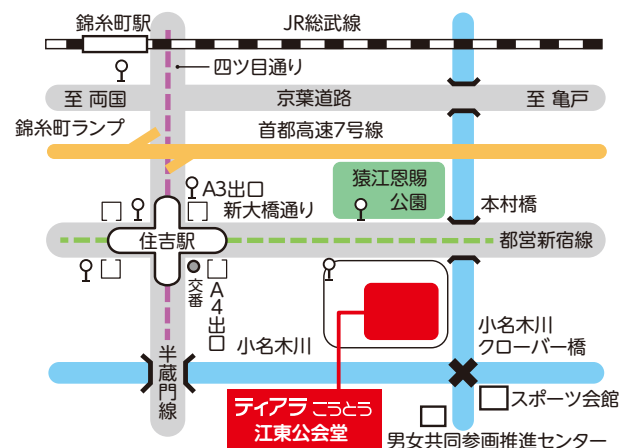 錦糸町駅
JR総武線
四ツ目通り
至 両国
京葉道路
至 亀戸
錦糸町ランプ
首都高速7号線
A3出口
猿江恩賜
公園
新大橋通り
本村橋
住吉駅
都営新宿線
交番
A4出口
小名木川
小名木川
クローバー橋
半蔵門線
ティアラ こうとう
江東公会堂
スポーツ会館
男女共同参画推進センター